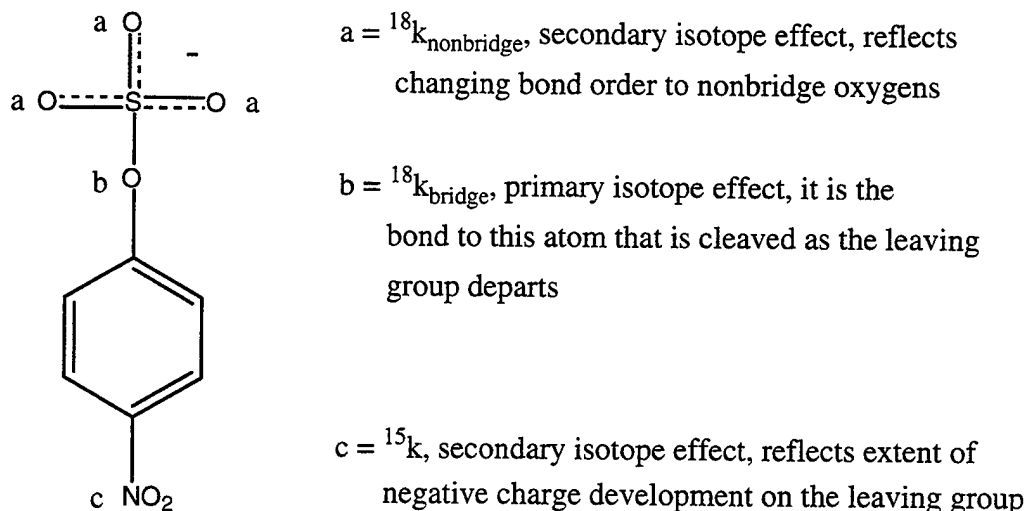 a O
a = ¹⁸k_nonbridge, secondary isotope effect, reflects
changing bond order to nonbridge oxygens
-
a O S O a
b O
b = ¹⁸k_bridge, primary isotope effect, it is the
bond to this atom that is cleaved as the leaving
group departs
c = ¹⁵k, secondary isotope effect, reflects extent of
negative charge development on the leaving group
c NO₂